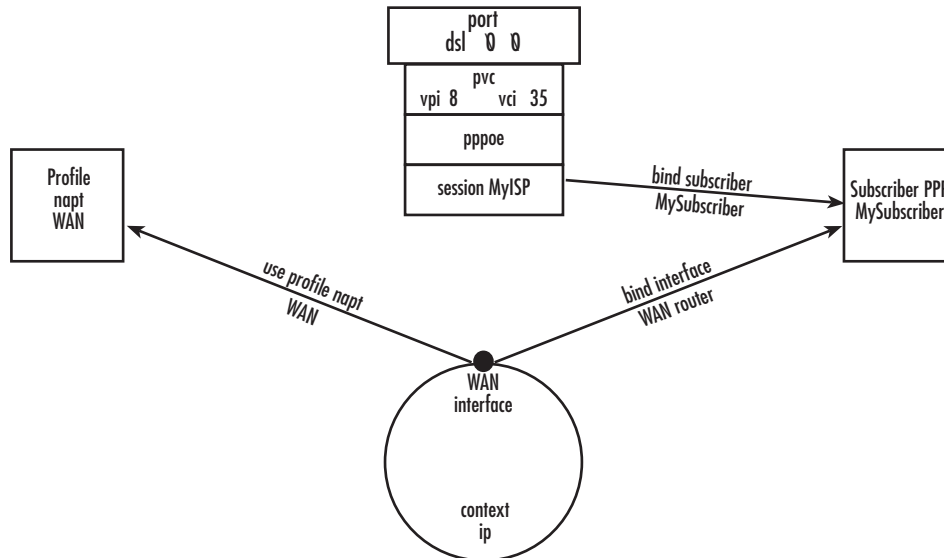 port
dsl 0 0
pvc
vpi 8 vci 35
pppoe
session MyISP
Profile
napt
WAN
bind subscriber
MySubscriber
Subscriber PPP
MySubscriber
use profile napt
WAN
bind interface
WAN router
WAN
interface
context
ip